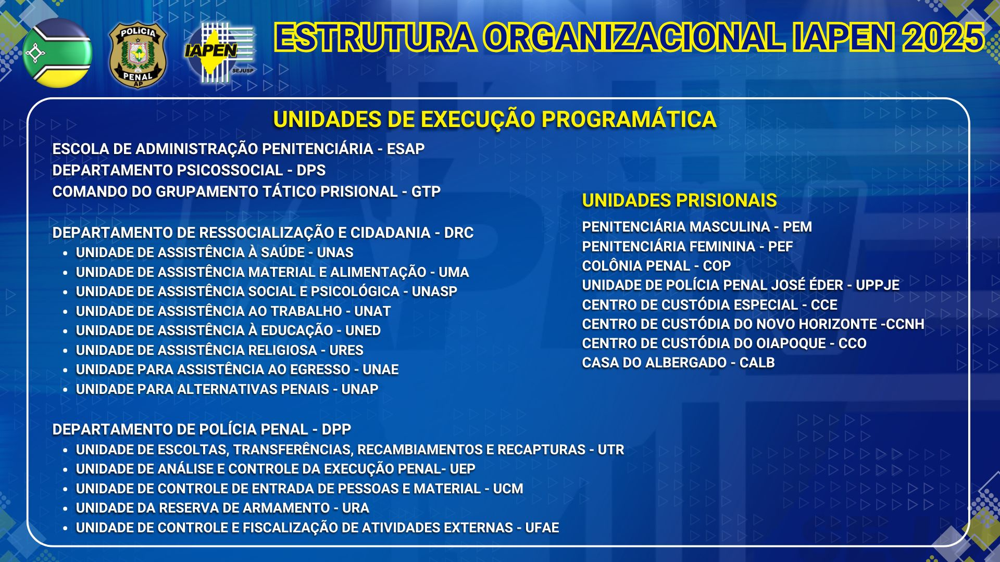 POLÍCIA
PENAL
AP
IAPEN
SEJUSP
ESTRUTURA ORGANIZACIONAL IAPEN 2025
UNIDADES DE EXECUÇÃO PROGRAMÁTICA
ESCOLA DE ADMINISTRAÇÃO PENITENCIÁRIA - ESAP
DEPARTAMENTO PSICOSSOCIAL - DPS
COMANDO DO GRUPAMENTO TÁTICO PRISIONAL - GTP
DEPARTAMENTO DE RESSOCIALIZAÇÃO E CIDADANIA - DRC
• UNIDADE DE ASSISTÊNCIA À SAÚDE - UNAS
• UNIDADE DE ASSISTÊNCIA MATERIAL E ALIMENTAÇÃO - UMA
• UNIDADE DE ASSISTÊNCIA SOCIAL E PSICOLÓGICA - UNASP
• UNIDADE DE ASSISTÊNCIA AO TRABALHO - UNAT
• UNIDADE DE ASSISTÊNCIA À EDUCAÇÃO - UNED
• UNIDADE DE ASSISTÊNCIA RELIGIOSA - URES
• UNIDADE PARA ASSISTÊNCIA AO EGRESSO - UNAE
• UNIDADE PARA ALTERNATIVAS PENAIS - UNAP
DEPARTAMENTO DE POLÍCIA PENAL - DPP
• UNIDADE DE ESCOLTAS, TRANSFERÊNCIAS, RECAMBIAMENTOS E RECAPTURAS - UTR
• UNIDADE DE ANÁLISE E CONTROLE DA EXECUÇÃO PENAL- UEP
• UNIDADE DE CONTROLE DE ENTRADA DE PESSOAS E MATERIAL - UCM
• UNIDADE DA RESERVA DE ARMAMENTO - URA
• UNIDADE DE CONTROLE E FISCALIZAÇÃO DE ATIVIDADES EXTERNAS - UFAE
UNIDADES PRISIONAIS
PENITENCIÁRIA MASCULINA - PEM
PENITENCIÁRIA FEMININA - PEF
COLÔNIA PENAL - COP
UNIDADE DE POLÍCIA PENAL JOSÉ ÉDER - UPPJE
CENTRO DE CUSTÓDIA ESPECIAL - CCE
CENTRO DE CUSTÓDIA DO NOVO HORIZONTE -CCNH
CENTRO DE CUSTÓDIA DO OIAPOQUE - CCO
CASA DO ALBERGADO - CALB